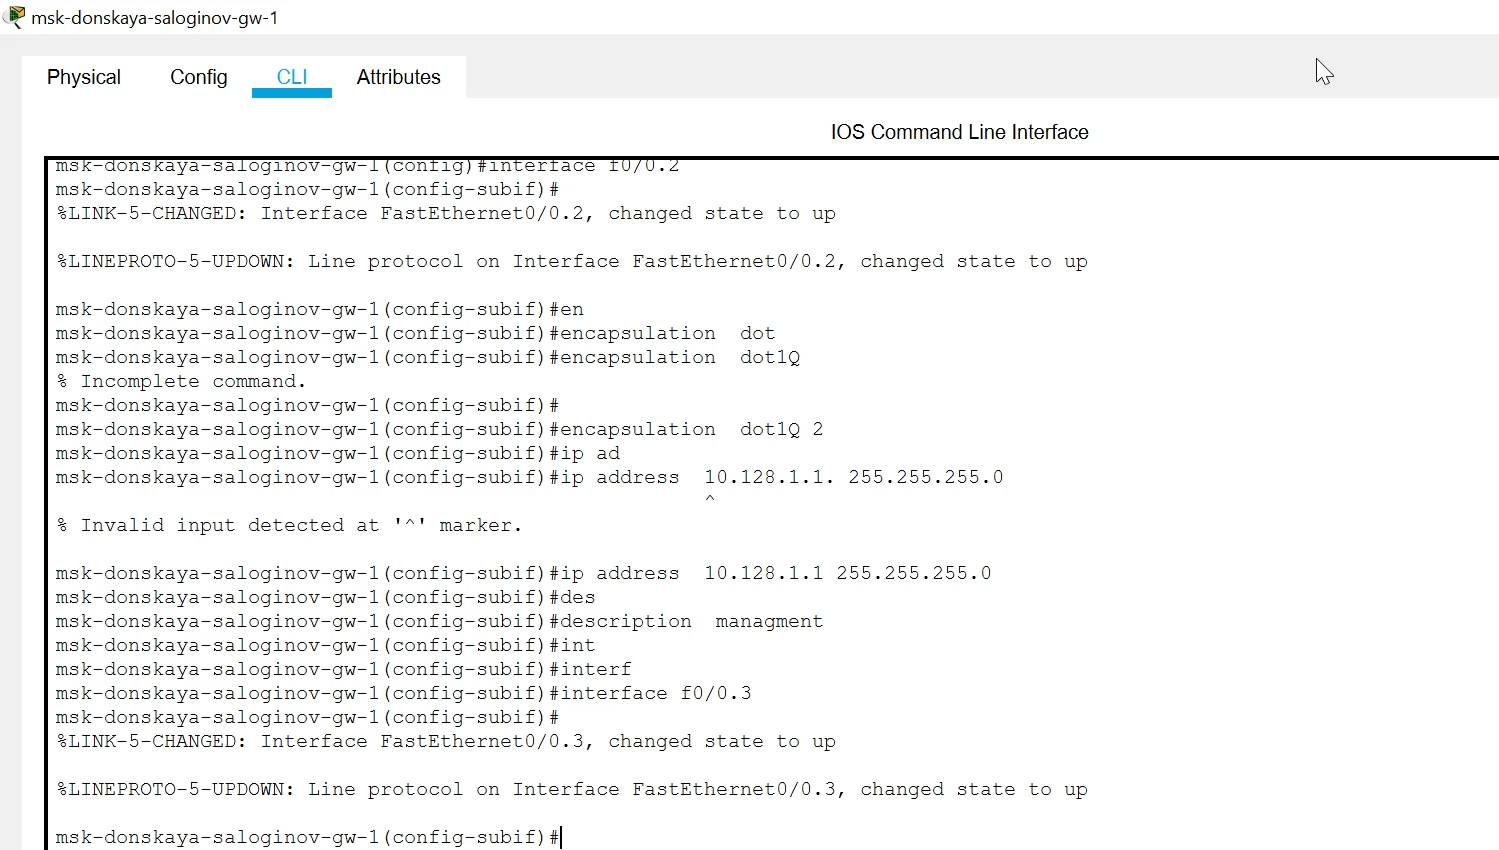 msk-donskaya-saloginov-gw-1
Physical Config CLI Attributes
IOS Command Line Interface
msk-donskaya-saloginov-gw-1(config)#interface f0/0.2
msk-donskaya-saloginov-gw-1(config-subif)#
%LINK-5-CHANGED: Interface FastEthernet0/0.2, changed state to up
%LINEPROTO-5-UPDOWN: Line protocol on Interface FastEthernet0/0.2, changed state to up
msk-donskaya-saloginov-gw-1(config-subif)#en
msk-donskaya-saloginov-gw-1(config-subif)#encapsulation dot
msk-donskaya-saloginov-gw-1(config-subif)#encapsulation dot1Q
% Incomplete command.
msk-donskaya-saloginov-gw-1(config-subif)#
msk-donskaya-saloginov-gw-1(config-subif)#encapsulation dot1Q 2
msk-donskaya-saloginov-gw-1(config-subif)#ip ad
msk-donskaya-saloginov-gw-1(config-subif)#ip address 10.128.1.1. 255.255.255.0
^
% Invalid input detected at '^' marker.
msk-donskaya-saloginov-gw-1(config-subif)#ip address 10.128.1.1 255.255.255.0
msk-donskaya-saloginov-gw-1(config-subif)#des
msk-donskaya-saloginov-gw-1(config-subif)#description managment
msk-donskaya-saloginov-gw-1(config-subif)#int
msk-donskaya-saloginov-gw-1(config-subif)#interf
msk-donskaya-saloginov-gw-1(config-subif)#interface f0/0.3
msk-donskaya-saloginov-gw-1(config-subif)#
%LINK-5-CHANGED: Interface FastEthernet0/0.3, changed state to up
%LINEPROTO-5-UPDOWN: Line protocol on Interface FastEthernet0/0.3, changed state to up
msk-donskaya-saloginov-gw-1(config-subif)#